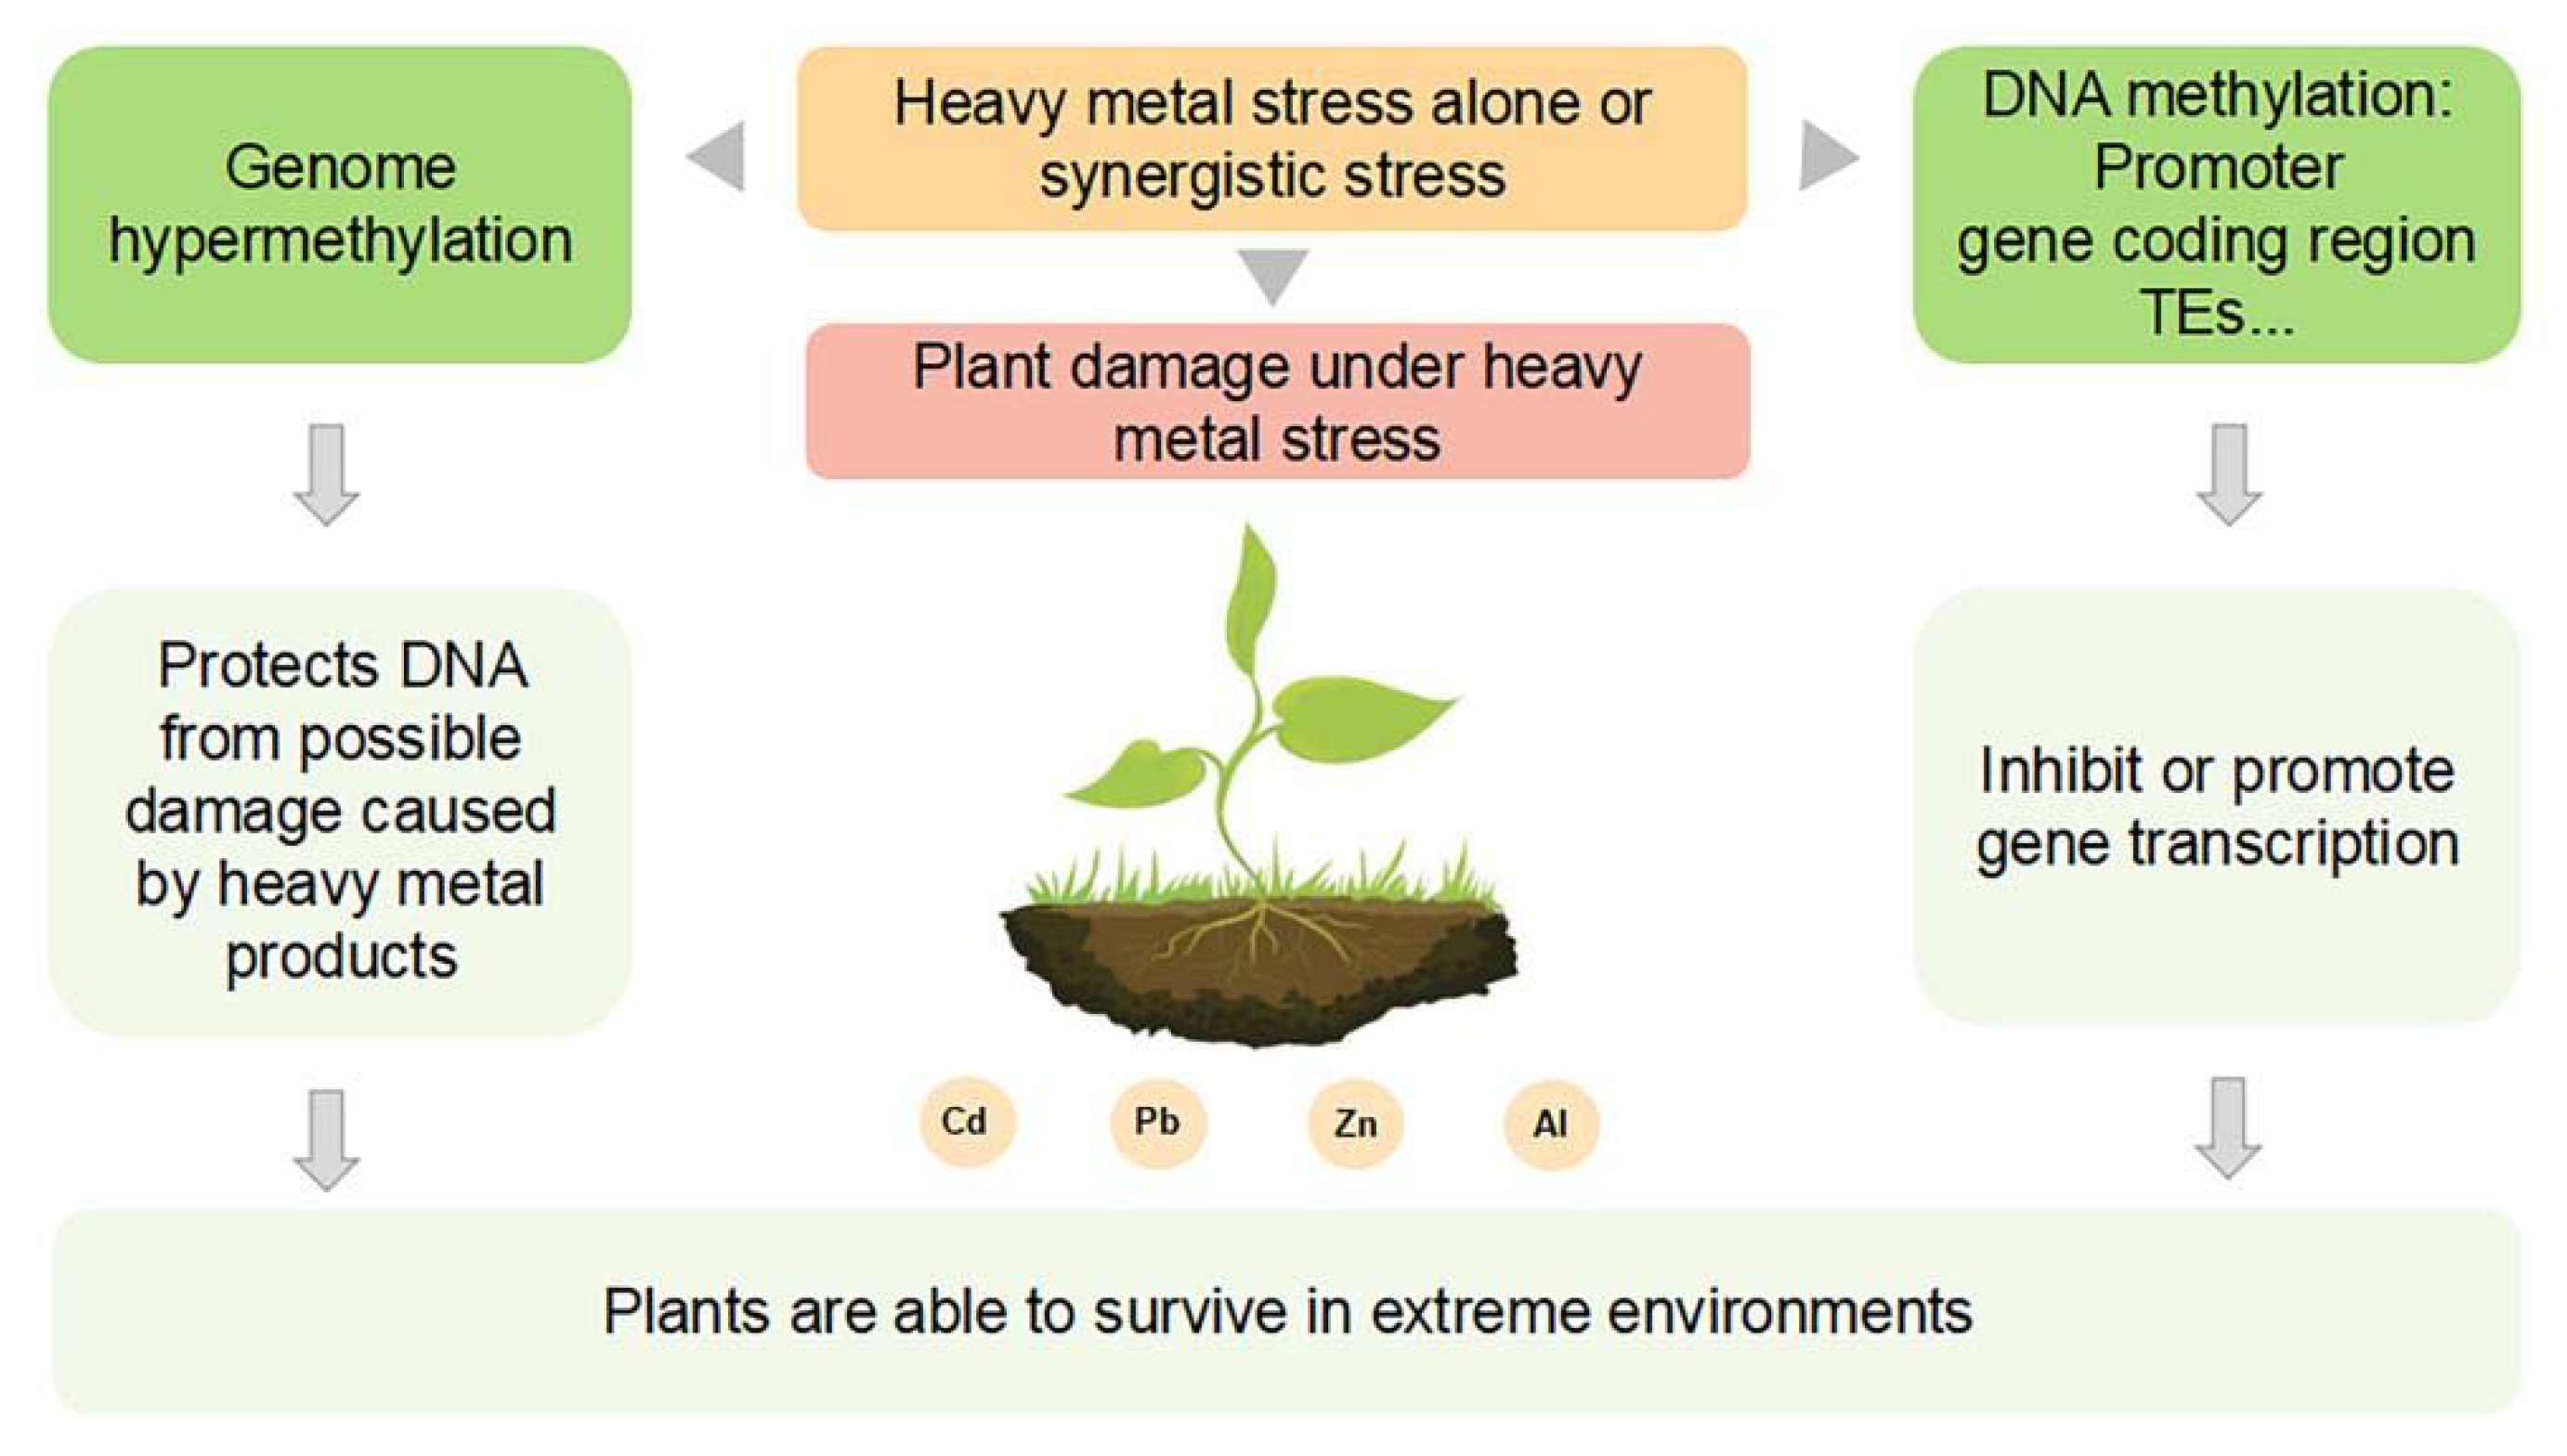 Genome
hypermethylation
Heavy metal stress alone or
synergistic stress
DNA methylation:
Promoter
gene coding region
TEs...
Plant damage under heavy
metal stress
Protects DNA
from possible
damage caused
by heavy metal
products
Inhibit or promote
gene transcription
Cd
Pb
Zn
Al
Plants are able to survive in extreme environments